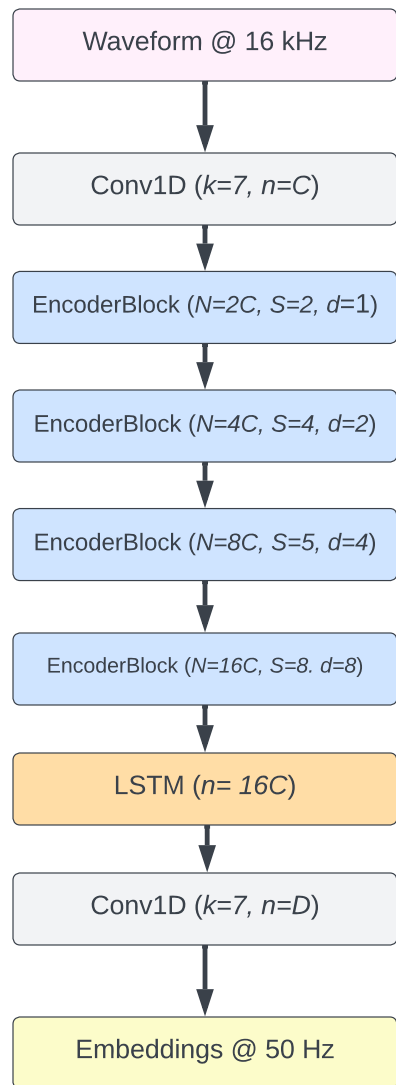 Waveform @ 16 kHz
Conv1D (k=7, n=C)
EncoderBlock (N=2C, S=2, d=1)
EncoderBlock (N=4C, S=4, d=2)
EncoderBlock (N=8C, S=5, d=4)
EncoderBlock (N=16C, S=8. d=8)
LSTM (n= 16C)
Conv1D (k=7, n=D)
Embeddings @ 50 Hz